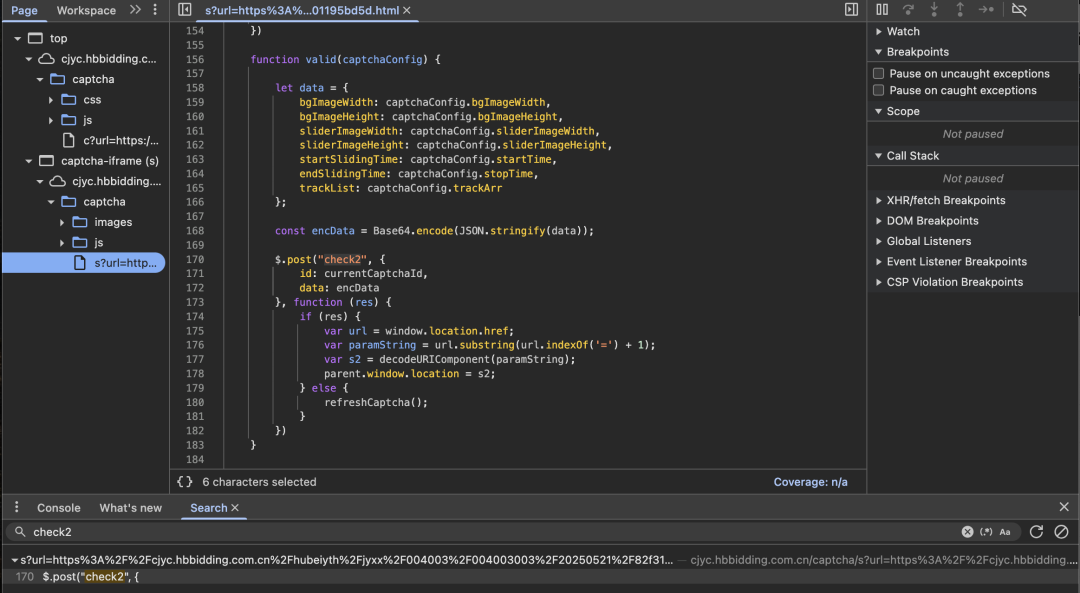 Page Workspace
s?url=https%3A%...01195bd5d.html
top
cjyc.hbbidding.c...
captcha
css
js
c?url=https:/...
captcha-iframe (s)
cjyc.hbbidding....
captcha
images
js
s?url=http...
154 })
155
156 function valid(captchaConfig) {
157
158 let data = {
159 bgImageWidth: captchaConfig.bgImageWidth,
160 bgImageHeight: captchaConfig.bgImageHeight,
161 sliderImageWidth: captchaConfig.sliderImageWidth,
162 sliderImageHeight: captchaConfig.sliderImageHeight,
163 startSlidingTime: captchaConfig.startTime,
164 endSlidingTime: captchaConfig.stopTime,
165 trackList: captchaConfig.trackArr
166 };
167
168 const encData = Base64.encode(JSON.stringify(data));
169
170 $.post("check2", {
171 id: currentCaptchaId,
172 data: encData
173 }, function (res) {
174 if (res) {
175 var url = window.location.href;
176 var paramString = url.substring(url.indexOf('=') + 1);
177 var s2 = decodeURIComponent(paramString);
178 parent.window.location = s2;
179 } else {
180 refreshCaptcha();
181 }
182 })
183 }
184
{} 6 characters selected Coverage: n/a
Watch
Breakpoints
Pause on uncaught exceptions
Pause on caught exceptions
Scope
Not paused
Call Stack
Not paused
XHR/fetch Breakpoints
DOM Breakpoints
Global Listeners
Event Listener Breakpoints
CSP Violation Breakpoints
Console What's new Search
check2 (.*) Aa
s?url=https%3A%2F%2Fcjyc.hbbidding.com.cn%2Fhubeiyth%2Fjyxx%2F004003%2F004003003%2F20250521%2F82f31... — cjyc.hbbidding.com.cn/captcha/s?url=https%3A%2F%2Fcjyc.hbbidding....
170 $.post("check2", {